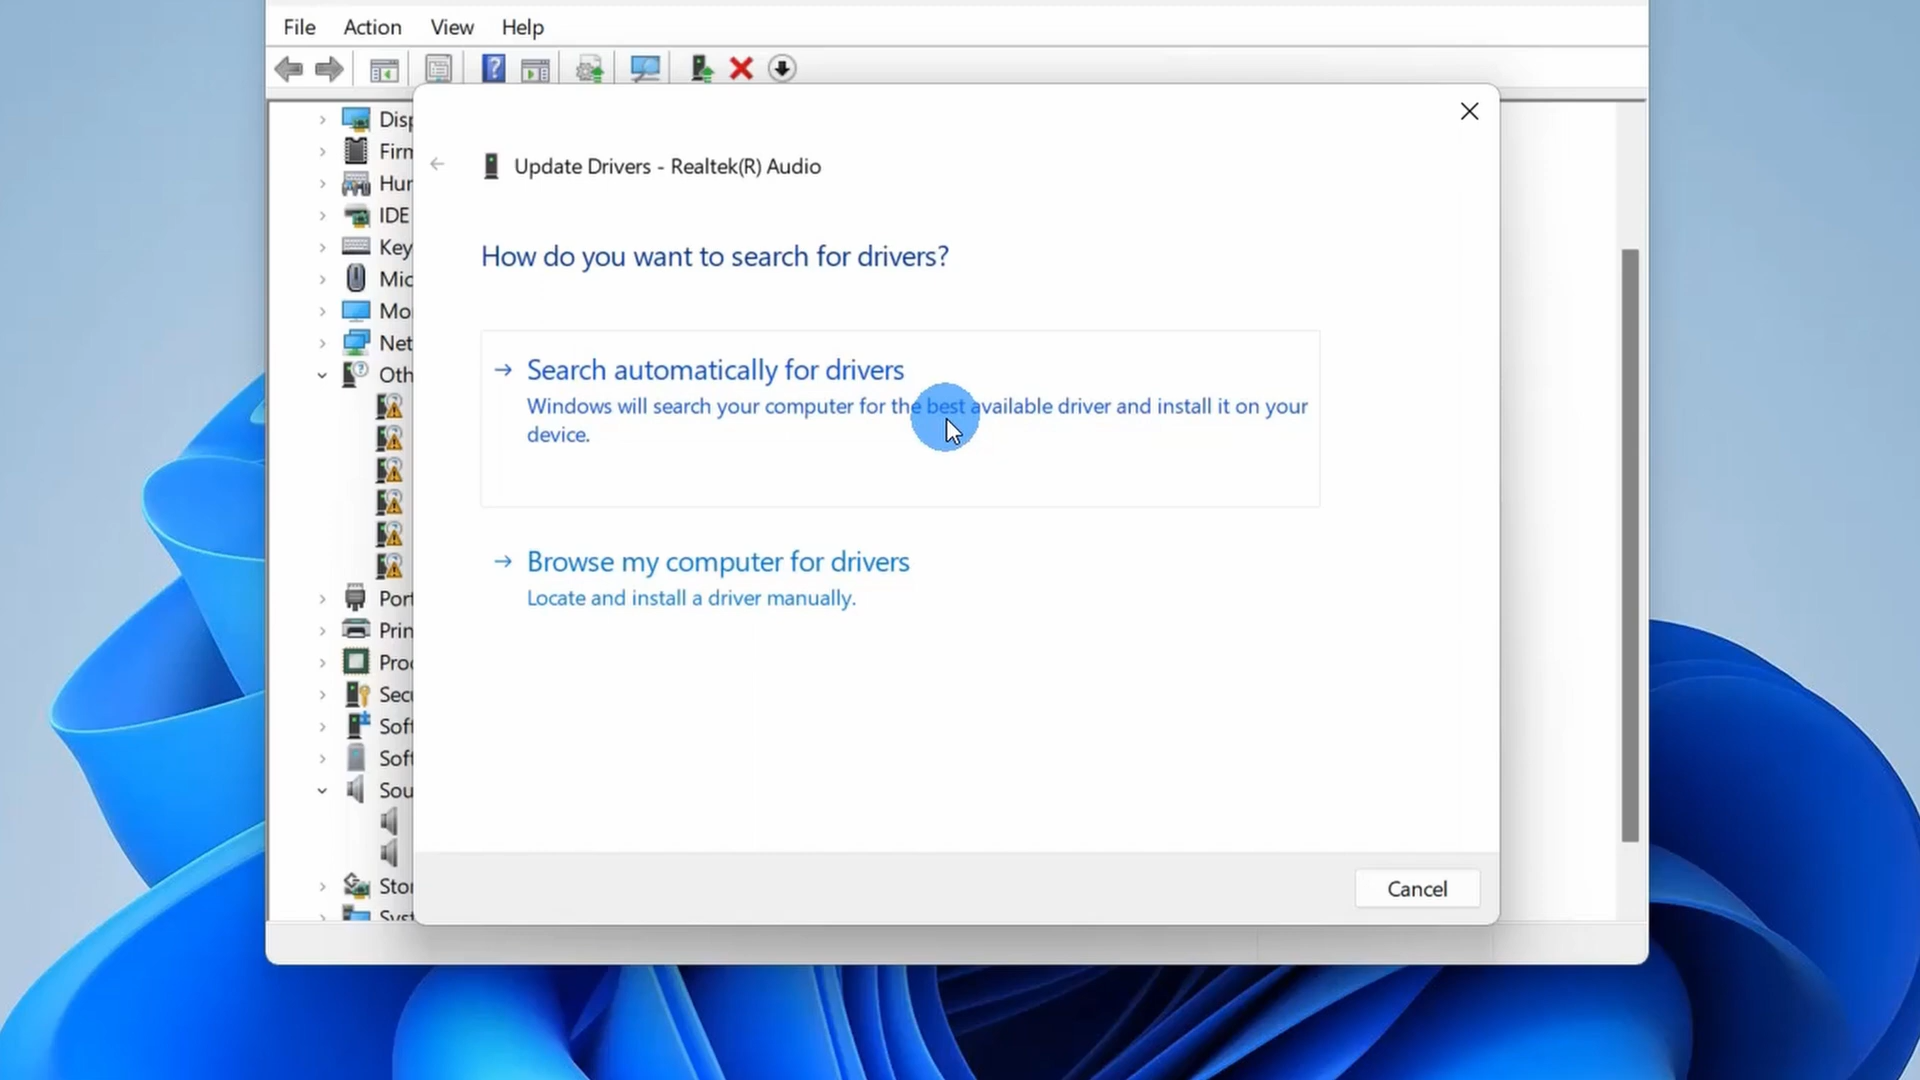 File Action View Help
Disp
Firn
Hur
IDE
Key
Mic
Mo
Net
Oth
Port
Prin
Proc
Secu
Soft
Soft
Sou
Stor
Syst
Update Drivers - Realtek(R) Audio
How do you want to search for drivers?
Search automatically for drivers
Windows will search your computer for the best available driver and install it on your
device.
Browse my computer for drivers
Locate and install a driver manually.
Cancel